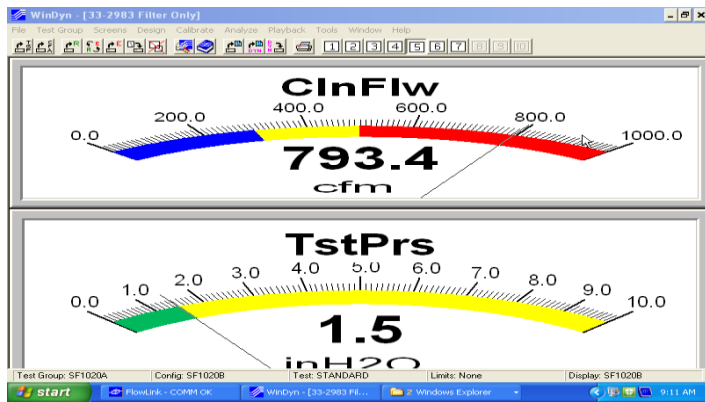 WinDyn - [33-2983 Filter Only]
File Test Group Screens Design Calibrate Analyze Playback Tools Window Help
1 2 3 4 5 6 7 8 9 10
ClnFlw
0.0 200.0 400.0 600.0 800.0 1000.0
793.4
cfm
TstPrs
0.0 1.0 2.0 3.0 4.0 5.0 6.0 7.0 8.0 9.0 10.0
1.5
inH2O
Test Group: SF1020A Config: SF1020B Test: STANDARD Limits: None Display: SF1020B
start FlowLink - COMM OK WinDyn - [33-2983 Fil... 2 Windows Explorer 9:11 AM